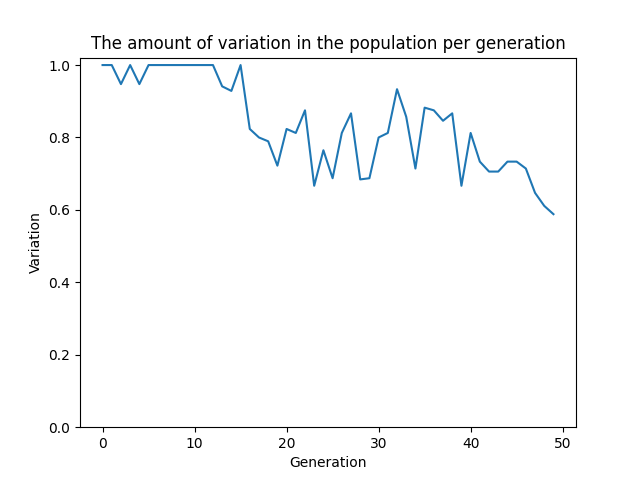 The amount of variation in the population per generation
1.0
0.8
0.6
0.4
0.2
0.0
Variation
0 10 20 30 40 50
Generation